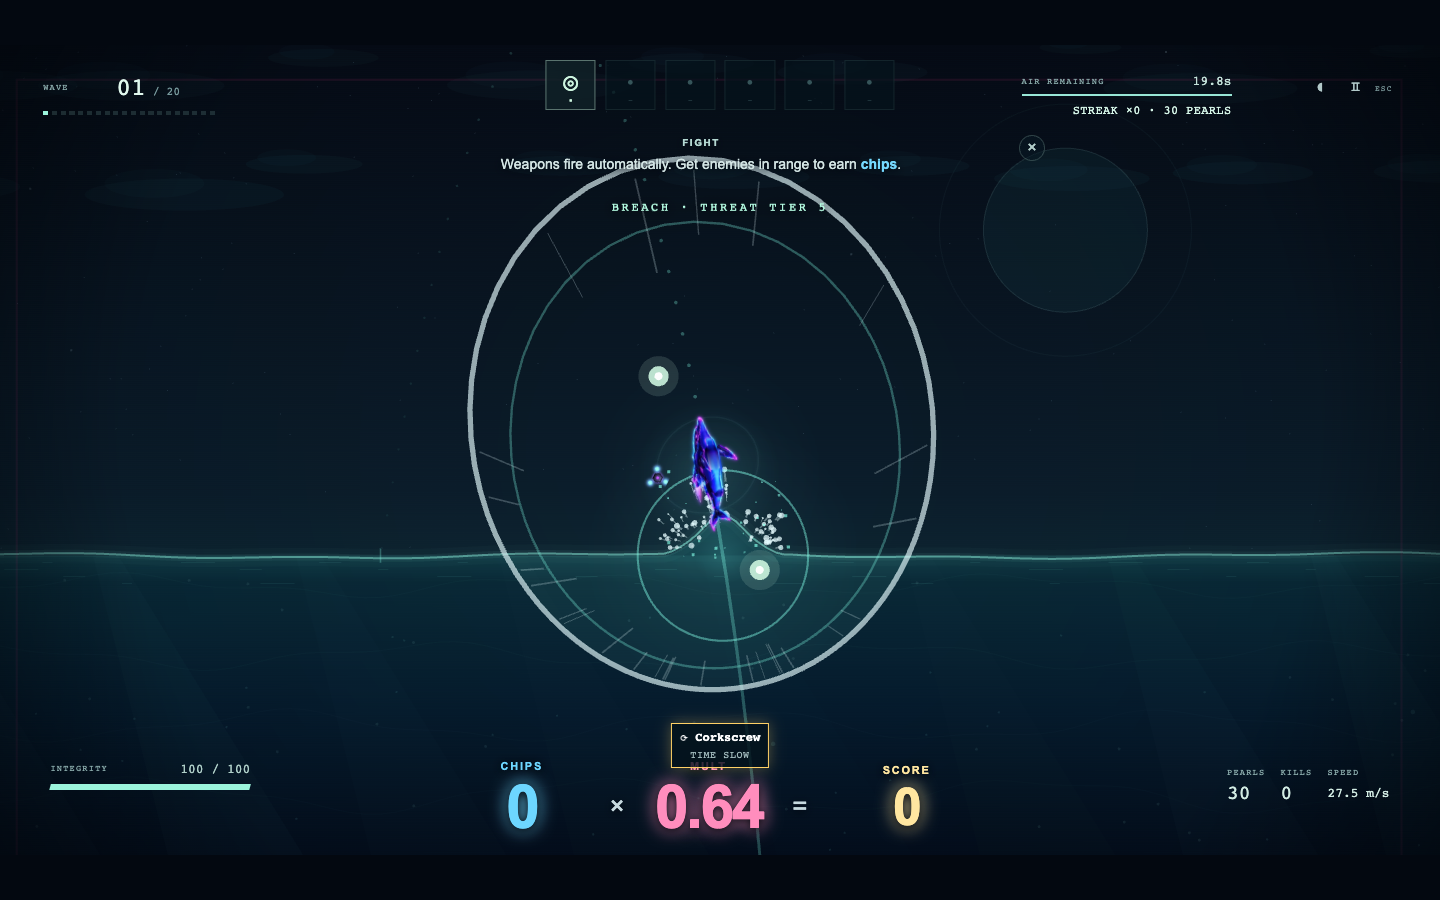 WAVE 01 / 20
AIR REMAINING 19.8s
STREAK ×0 · 30 PEARLS
ESC
FIGHT
Weapons fire automatically. Get enemies in range to earn chips.
BREACH · THREAT TIER 5
INTEGRITY 100 / 100
Corkscrew
TIME SLOW
CHIPS
MULT
SCORE
0 × 0.64 = 0
PEARLS KILLS SPEED
30 0 27.5 m/s